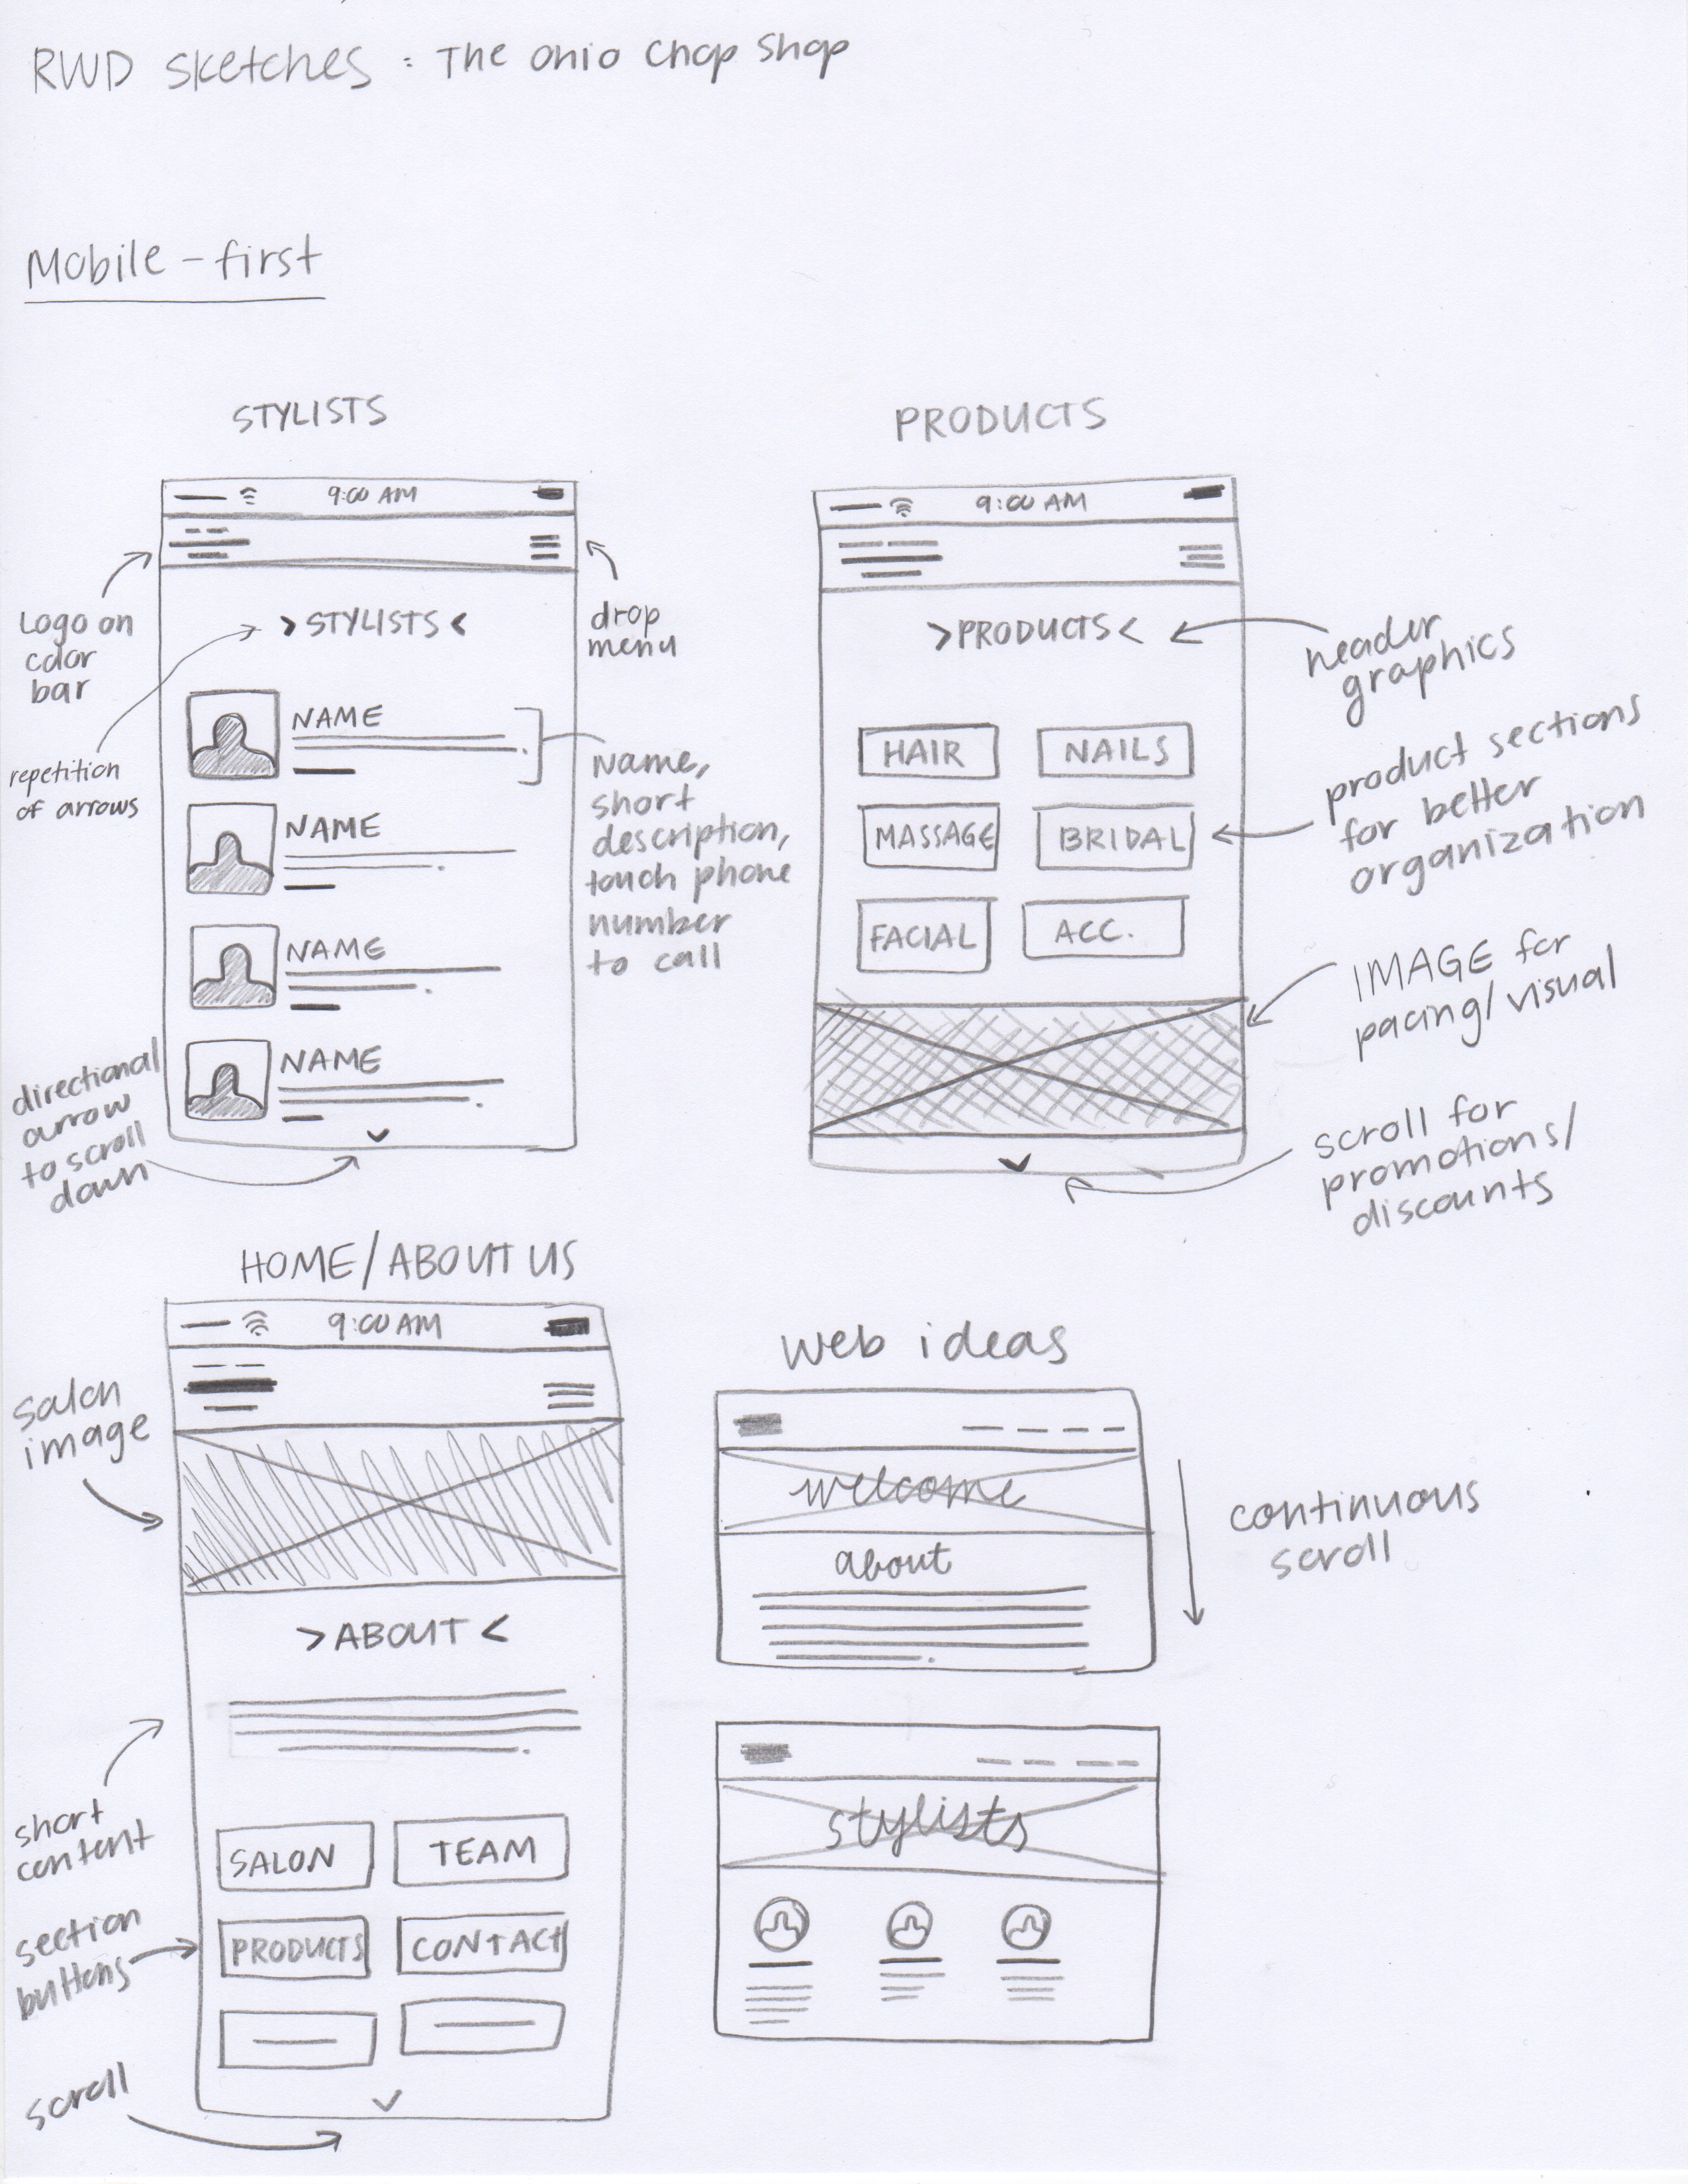 RWD sketches : The Ohio Chop Shop
Mobile-first
STYLISTS
9:00 AM
Logo on
color
bar
drop
menu
> STYLISTS <
repetition
of arrows
NAME
NAME
NAME
NAME
Name,
short
description,
touch phone
number
to call
directional
arrow
to scroll
down
PRODUCTS
9:00 AM
>PRODUCTS<
header
graphics
HAIR
NAILS
MASSAGE
BRIDAL
FACIAL
ACC.
product sections
for better
organization
IMAGE for
pacing/visual
scroll for
promotions/
discounts
HOME/ABOUT US
9:00 AM
salon
image
>ABOUT<
short
content
SALON
TEAM
PRODUCTS
CONTACT
section
buttons
scroll
web ideas
welcome
about
continuous
scroll
stylists